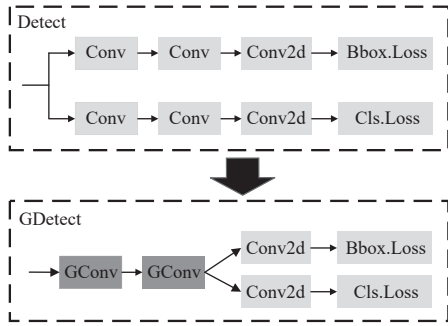 Detect
Conv Conv Conv2d Bbox.Loss
Conv Conv Conv2d Cls.Loss
GDetect
Conv2d Bbox.Loss
GConv GConv
Conv2d Cls.Loss